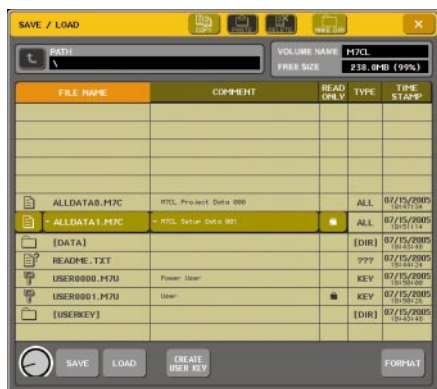 SAVE / LOAD
COPY PASTE DELETE MAKE DIR
PATH
\
VOLUME NAME M7CL
FREE SIZE 238.0MB (99%)
FILE NAME COMMENT READ ONLY TYPE TIME STAMP
ALLDATA0.M7C M7CL Project Data 000 ALL 07/15/2005
ALLDATA1.M7C M7CL Setup Data 001 ALL 07/15/2005
[DATA] [DIR] 07/15/2005
README.TXT ??? 07/15/2005
USER0000.M7U Power User KEY 07/15/2005
USER0001.M7U User KEY 07/15/2005
[USERKEY] [DIR] 07/15/2005
SAVE LOAD CREATE USER KEY FORMAT